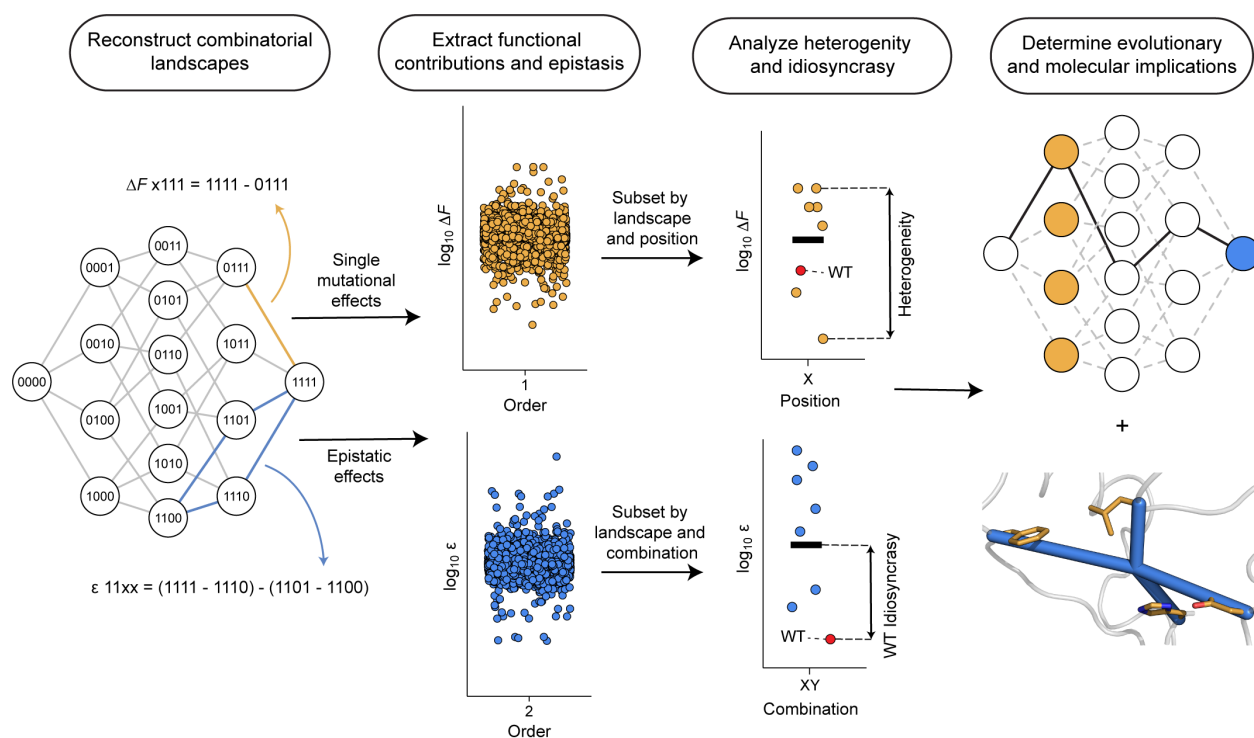 Reconstruct combinatorial
landscapes
Extract functional
contributions and epistasis
Analyze heterogenity
and idiosyncrasy
Determine evolutionary
and molecular implications
ΔF x111 = 1111 - 0111
0000
0001
0010
0100
1000
0011
0101
0110
1001
1010
1100
0111
1011
1101
1110
1111
ε 11xx = (1111 - 1110) - (1101 - 1100)
Single
mutational
effects
Epistatic
effects
log10 ΔF
1
Order
log10 ε
2
Order
Subset by
landscape
and position
Subset by
landscape and
combination
log10 ΔF
WT
Heterogeneity
X
Position
log10 ε
WT
WT Idiosyncrasy
XY
Combination
+